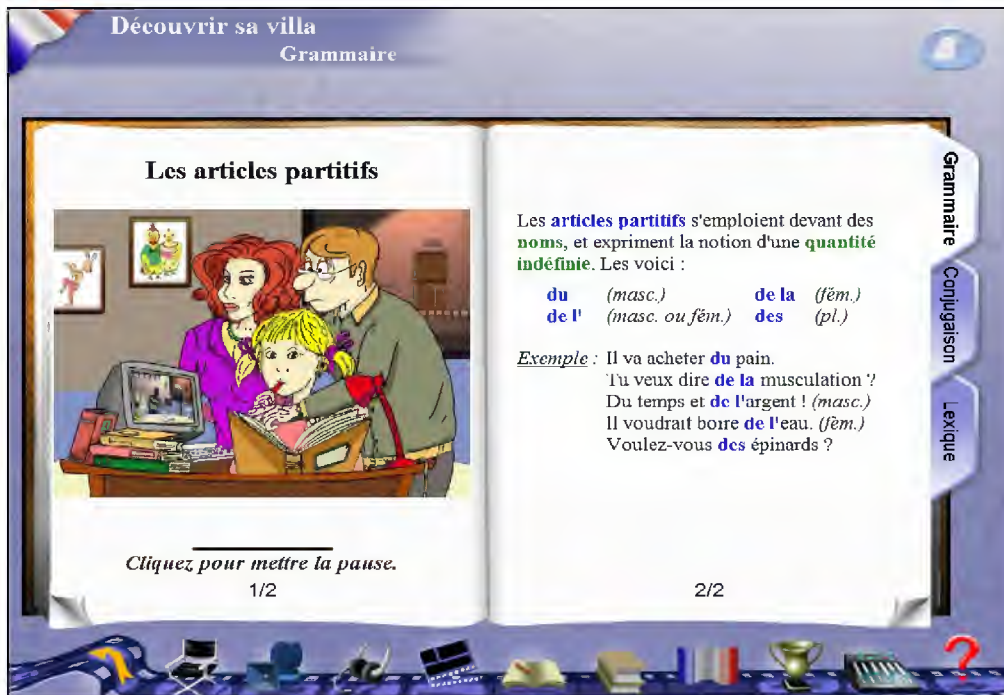 Découvrir sa villa
Grammaire
Les articles partitifs
Cliquez pour mettre la pause.
1/2
Les articles partitifs s'emploient devant des
noms, et expriment la notion d'une quantité
indéfinie. Les voici :
du (masc.) de la (fém.)
de l' (masc. ou fém.) des (pl.)
Exemple : Il va acheter du pain.
Tu veux dire de la musculation ?
Du temps et de l'argent ! (masc.)
Il voudrait boire de l'eau. (fém.)
Voulez-vous des épinards ?
2/2
Grammaire
Conjugaison
Lexique
?